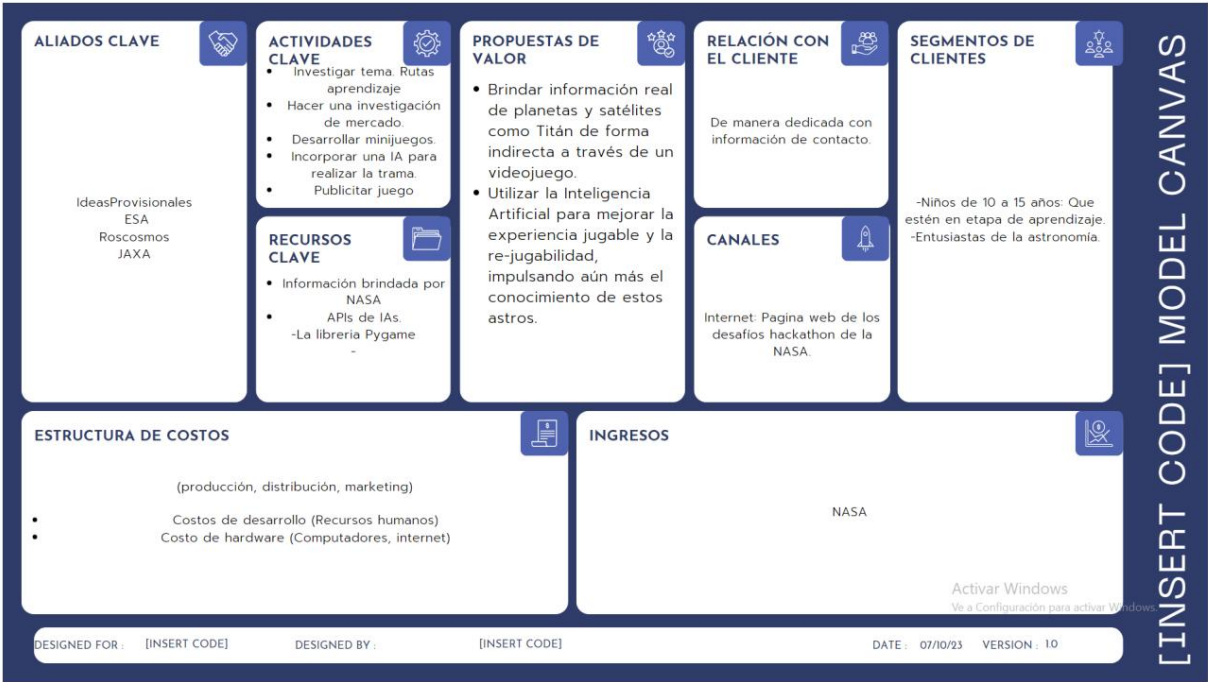 ALIADOS CLAVE
IdeasProvisionales
ESA
Roscosmos
JAXA
ACTIVIDADES
CLAVE
• Investigar tema. Rutas
aprendizaje
• Hacer una investigación
de mercado.
• Desarrollar minijuegos.
• Incorporar una IA para
realizar la trama.
• Publicitar juego
RECURSOS
CLAVE
• Información brindada por
NASA
• APIs de IAs.
-La libreria Pygame
-
PROPUESTAS DE
VALOR
• Brindar información real
de planetas y satélites
como Titán de forma
indirecta a través de un
videojuego.
• Utilizar la Inteligencia
Artificial para mejorar la
experiencia jugable y la
re-jugabilidad,
impulsando aún más el
conocimiento de estos
astros.
RELACIÓN CON
EL CLIENTE
De manera dedicada con
información de contacto.
CANALES
Internet: Pagina web de los
desafíos hackathon de la
NASA.
SEGMENTOS DE
CLIENTES
-Niños de 10 a 15 años: Que
estén en etapa de aprendizaje.
-Entusiastas de la astronomía.
ESTRUCTURA DE COSTOS
(producción, distribución, marketing)
• Costos de desarrollo (Recursos humanos)
• Costo de hardware (Computadores, internet)
INGRESOS
NASA
Activar Windows
Ve a Configuración para activar Windows.
DESIGNED FOR : [INSERT CODE] DESIGNED BY : [INSERT CODE] DATE : 07/10/23 VERSION : 1.0
[INSERT CODE] MODEL CANVAS